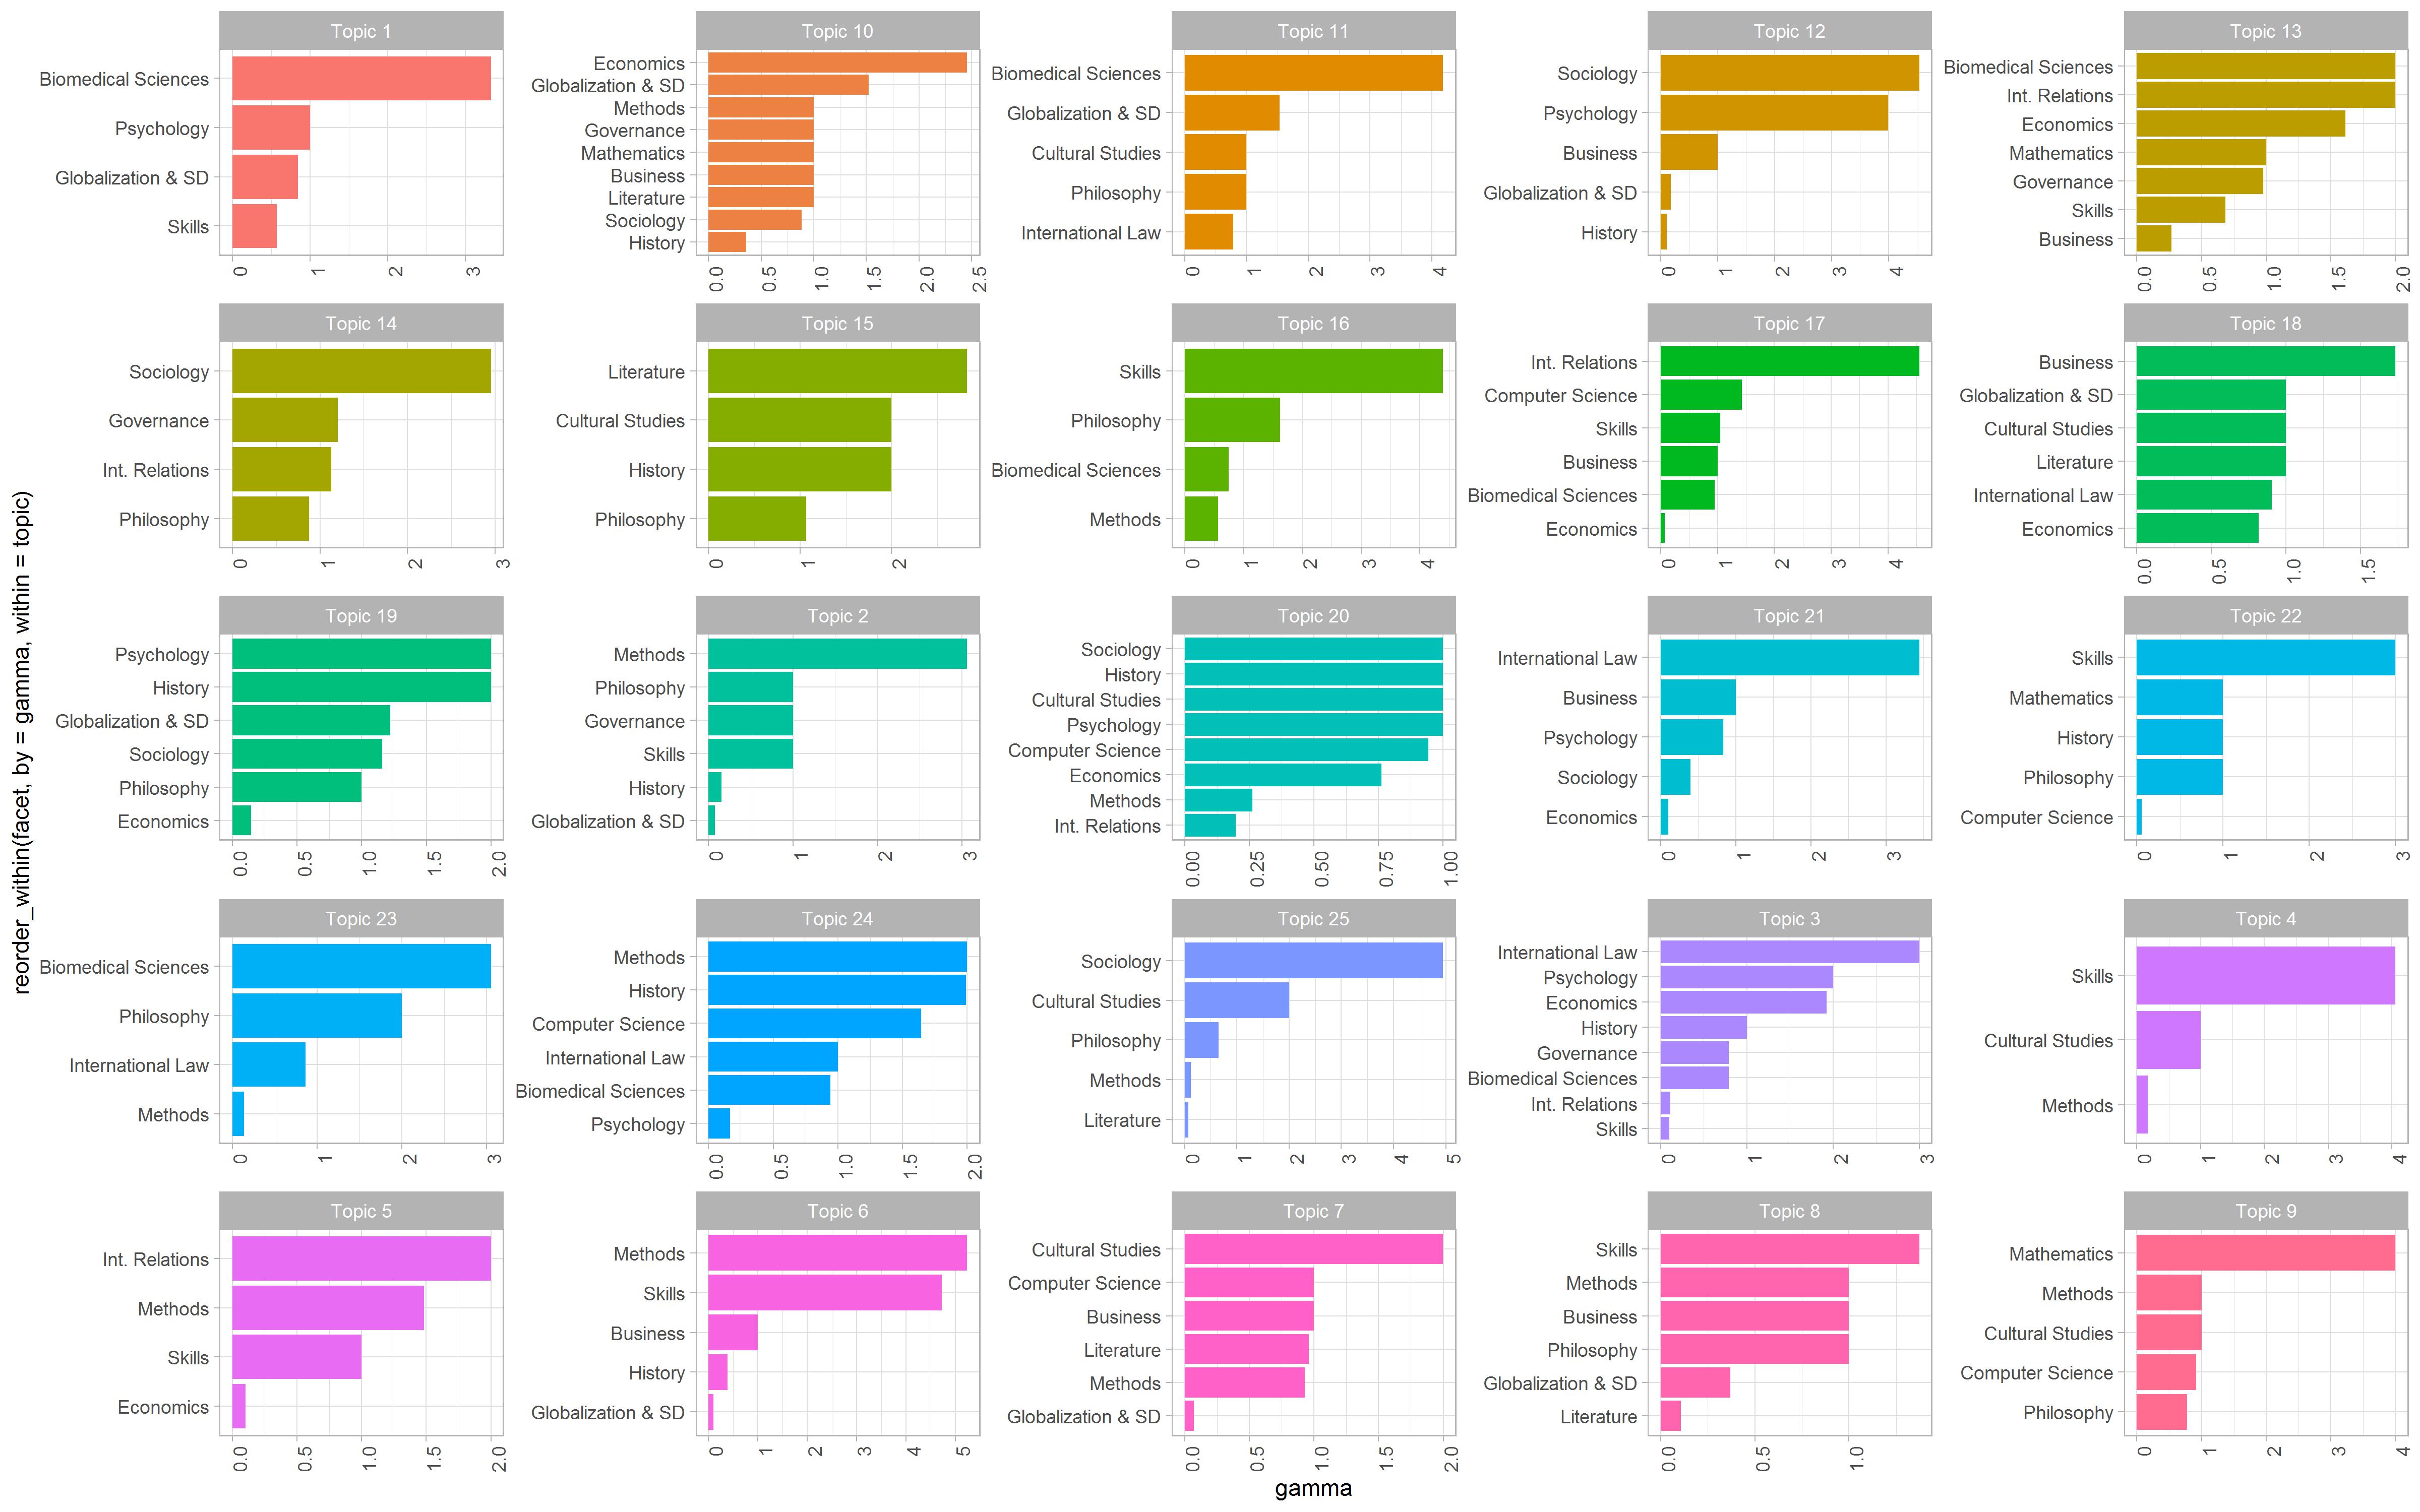 reorder_within(facet, by = gamma, within = topic)
Topic 1
Biomedical Sciences
Psychology
Globalization & SD
Skills
0 1 2 3
Topic 10
Economics
Globalization & SD
Methods
Governance
Mathematics
Business
Literature
Sociology
History
0.0 0.5 1.0 1.5 2.0 2.5
Topic 11
Biomedical Sciences
Globalization & SD
Cultural Studies
Philosophy
International Law
0 1 2 3 4
Topic 12
Sociology
Psychology
Business
Globalization & SD
History
0 1 2 3 4
Topic 13
Biomedical Sciences
Int. Relations
Economics
Mathematics
Governance
Skills
Business
0.0 0.5 1.0 1.5 2.0
Topic 14
Sociology
Governance
Int. Relations
Philosophy
0 1 2 3
Topic 15
Literature
Cultural Studies
History
Philosophy
0 1 2
Topic 16
Skills
Philosophy
Biomedical Sciences
Methods
0 1 2 3 4
Topic 17
Int. Relations
Computer Science
Skills
Business
Biomedical Sciences
Economics
0 1 2 3 4
Topic 18
Business
Globalization & SD
Cultural Studies
Literature
International Law
Economics
0.0 0.5 1.0 1.5
Topic 19
Psychology
History
Globalization & SD
Sociology
Philosophy
Economics
0.0 0.5 1.0 1.5 2.0
Topic 2
Methods
Philosophy
Governance
Skills
History
Globalization & SD
0 1 2 3
Topic 20
Sociology
History
Cultural Studies
Psychology
Computer Science
Economics
Methods
Int. Relations
0.00 0.25 0.50 0.75 1.00
Topic 21
International Law
Business
Psychology
Sociology
Economics
0 1 2 3
Topic 22
Skills
Mathematics
History
Philosophy
Computer Science
0 1 2 3
Topic 23
Biomedical Sciences
Philosophy
International Law
Methods
0 1 2 3
Topic 24
Methods
History
Computer Science
International Law
Biomedical Sciences
Psychology
0.0 0.5 1.0 1.5 2.0
Topic 25
Sociology
Cultural Studies
Philosophy
Methods
Literature
0 1 2 3 4 5
Topic 3
International Law
Psychology
Economics
History
Governance
Biomedical Sciences
Int. Relations
Skills
0 1 2 3
Topic 4
Skills
Cultural Studies
Methods
0 1 2 3 4
Topic 5
Int. Relations
Methods
Skills
Economics
0.0 0.5 1.0 1.5 2.0
Topic 6
Methods
Skills
Business
History
Globalization & SD
0 1 2 3 4 5
Topic 7
Cultural Studies
Computer Science
Business
Literature
Methods
Globalization & SD
0.0 0.5 1.0 1.5 2.0
Topic 8
Skills
Methods
Business
Philosophy
Globalization & SD
Literature
0.0 0.5 1.0
Topic 9
Mathematics
Methods
Cultural Studies
Computer Science
Philosophy
0 1 2 3 4
gamma